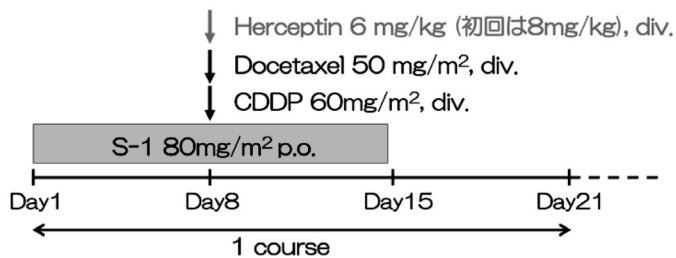 Herceptin 6 mg/kg (初回は8mg/kg), div.
Docetaxel 50 mg/m², div.
CDDP 60mg/m², div.
S-1 80mg/m² p.o.
Day1 Day8 Day15 Day21
1 course